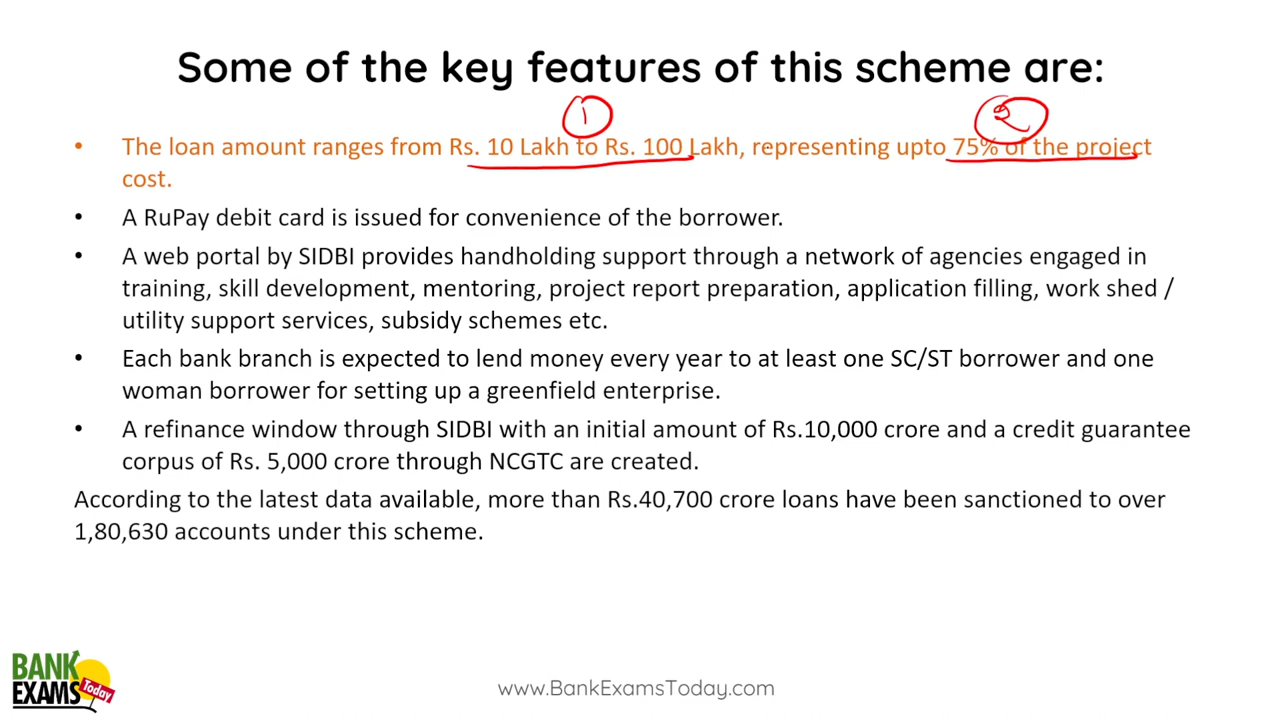 Some of the key features of this scheme are:
1
2
• The loan amount ranges from Rs. 10 Lakh to Rs. 100 Lakh, representing upto 75% of the project
cost.
• A RuPay debit card is issued for convenience of the borrower.
• A web portal by SIDBI provides handholding support through a network of agencies engaged in
training, skill development, mentoring, project report preparation, application filling, work shed /
utility support services, subsidy schemes etc.
• Each bank branch is expected to lend money every year to at least one SC/ST borrower and one
woman borrower for setting up a greenfield enterprise.
• A refinance window through SIDBI with an initial amount of Rs.10,000 crore and a credit guarantee
corpus of Rs. 5,000 crore through NCGTC are created.
According to the latest data available, more than Rs.40,700 crore loans have been sanctioned to over
1,80,630 accounts under this scheme.
BANK
EXAMS Today
www.BankExamsToday.com